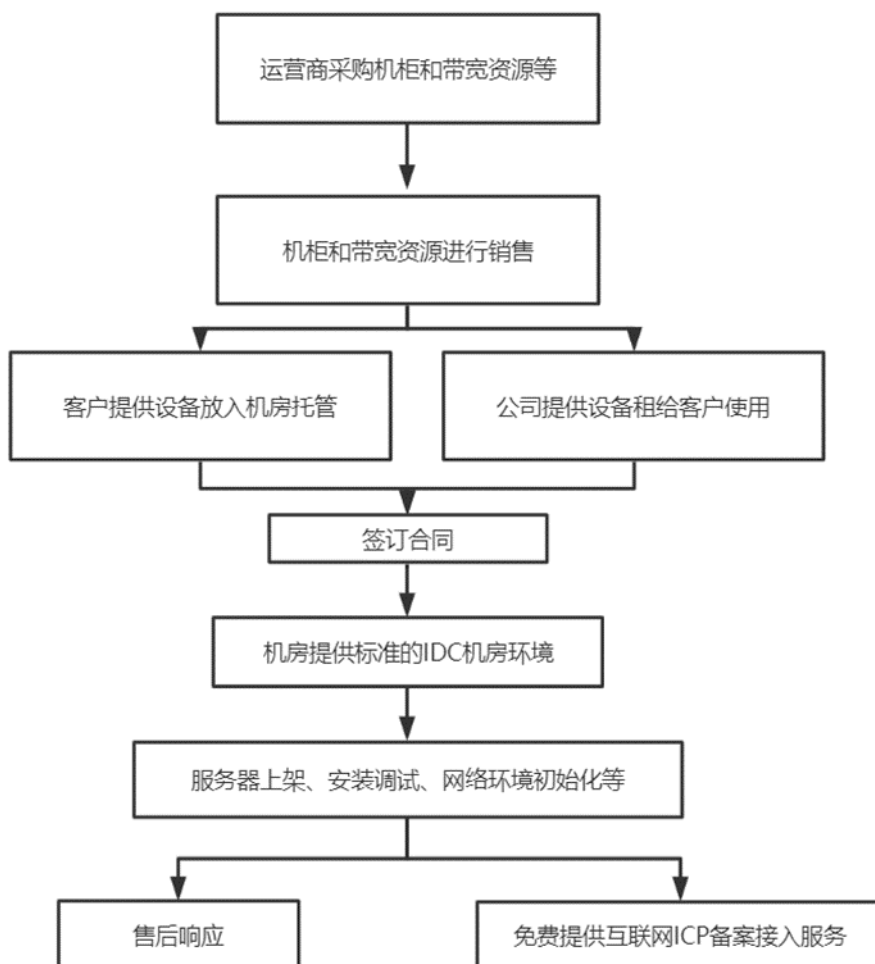 运营商采购机柜和带宽资源等
机柜和带宽资源进行销售
客户提供设备放入机房托管
公司提供设备租给客户使用
签订合同
机房提供标准的IDC机房环境
服务器上架、安装调试、网络环境初始化等
售后响应
免费提供互联网ICP备案接入服务